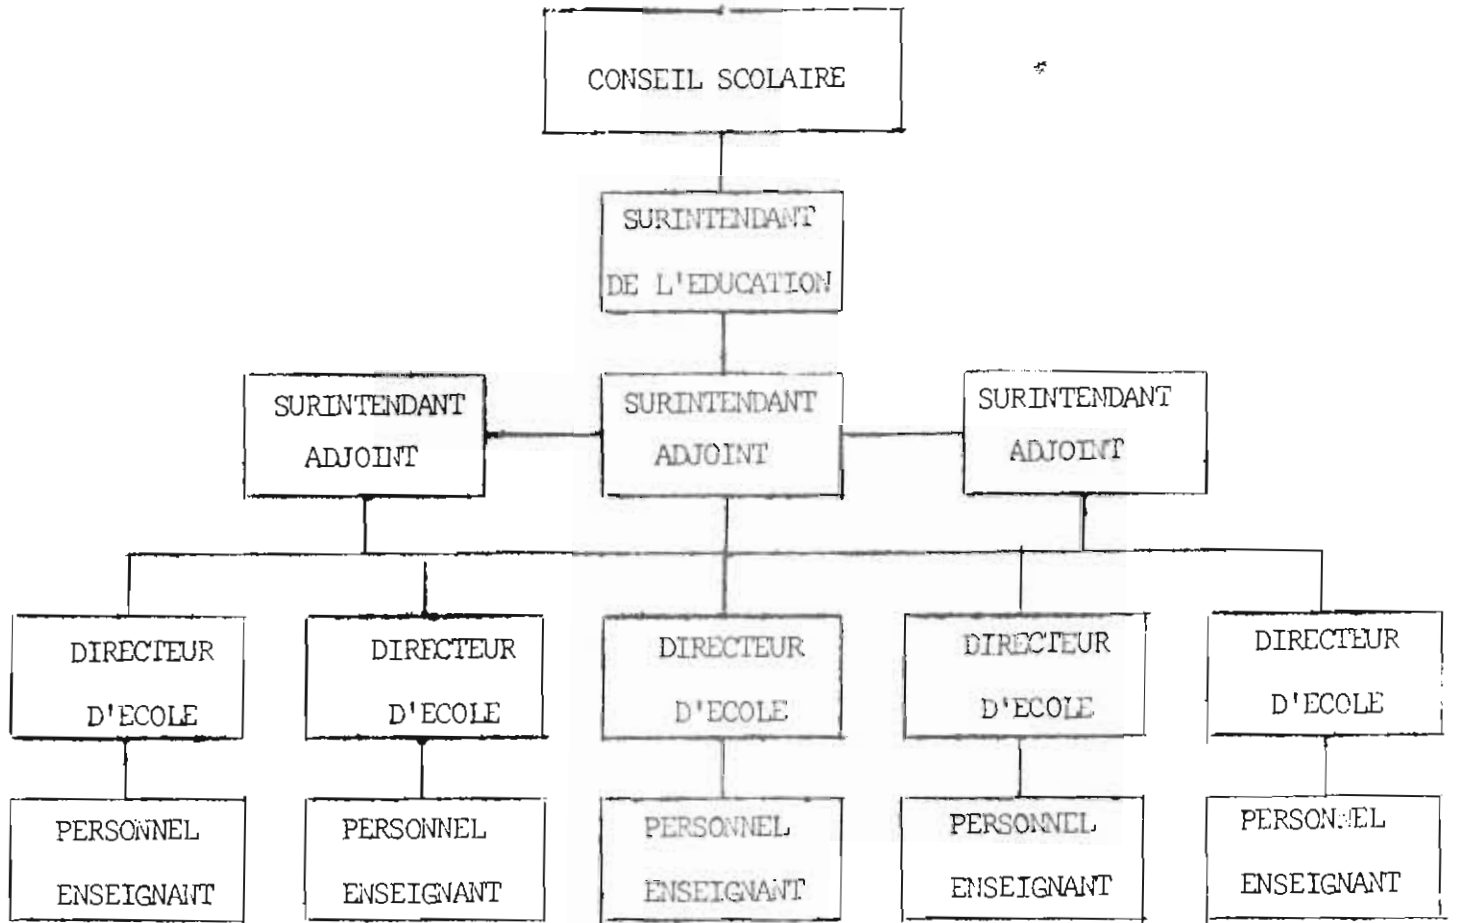 CONSEIL SCOLAIRE
SURINTENDANT
DE L'EDUCATION
SURINTENDANT
ADJOINT
SURINTENDANT
ADJOINT
SURINTENDANT
ADJOINT
DIRECTEUR
D'ECOLE
DIRECTEUR
D'ECOLE
DIRECTEUR
D'ECOLE
DIRECTEUR
D'ECOLE
DIRECTEUR
D'ECOLE
PERSONNEL
ENSEIGNANT
PERSONNEL
ENSEIGNANT
PERSONNEL
ENSEIGNANT
PERSONNEL
ENSEIGNANT
PERSONNEL
ENSEIGNANT